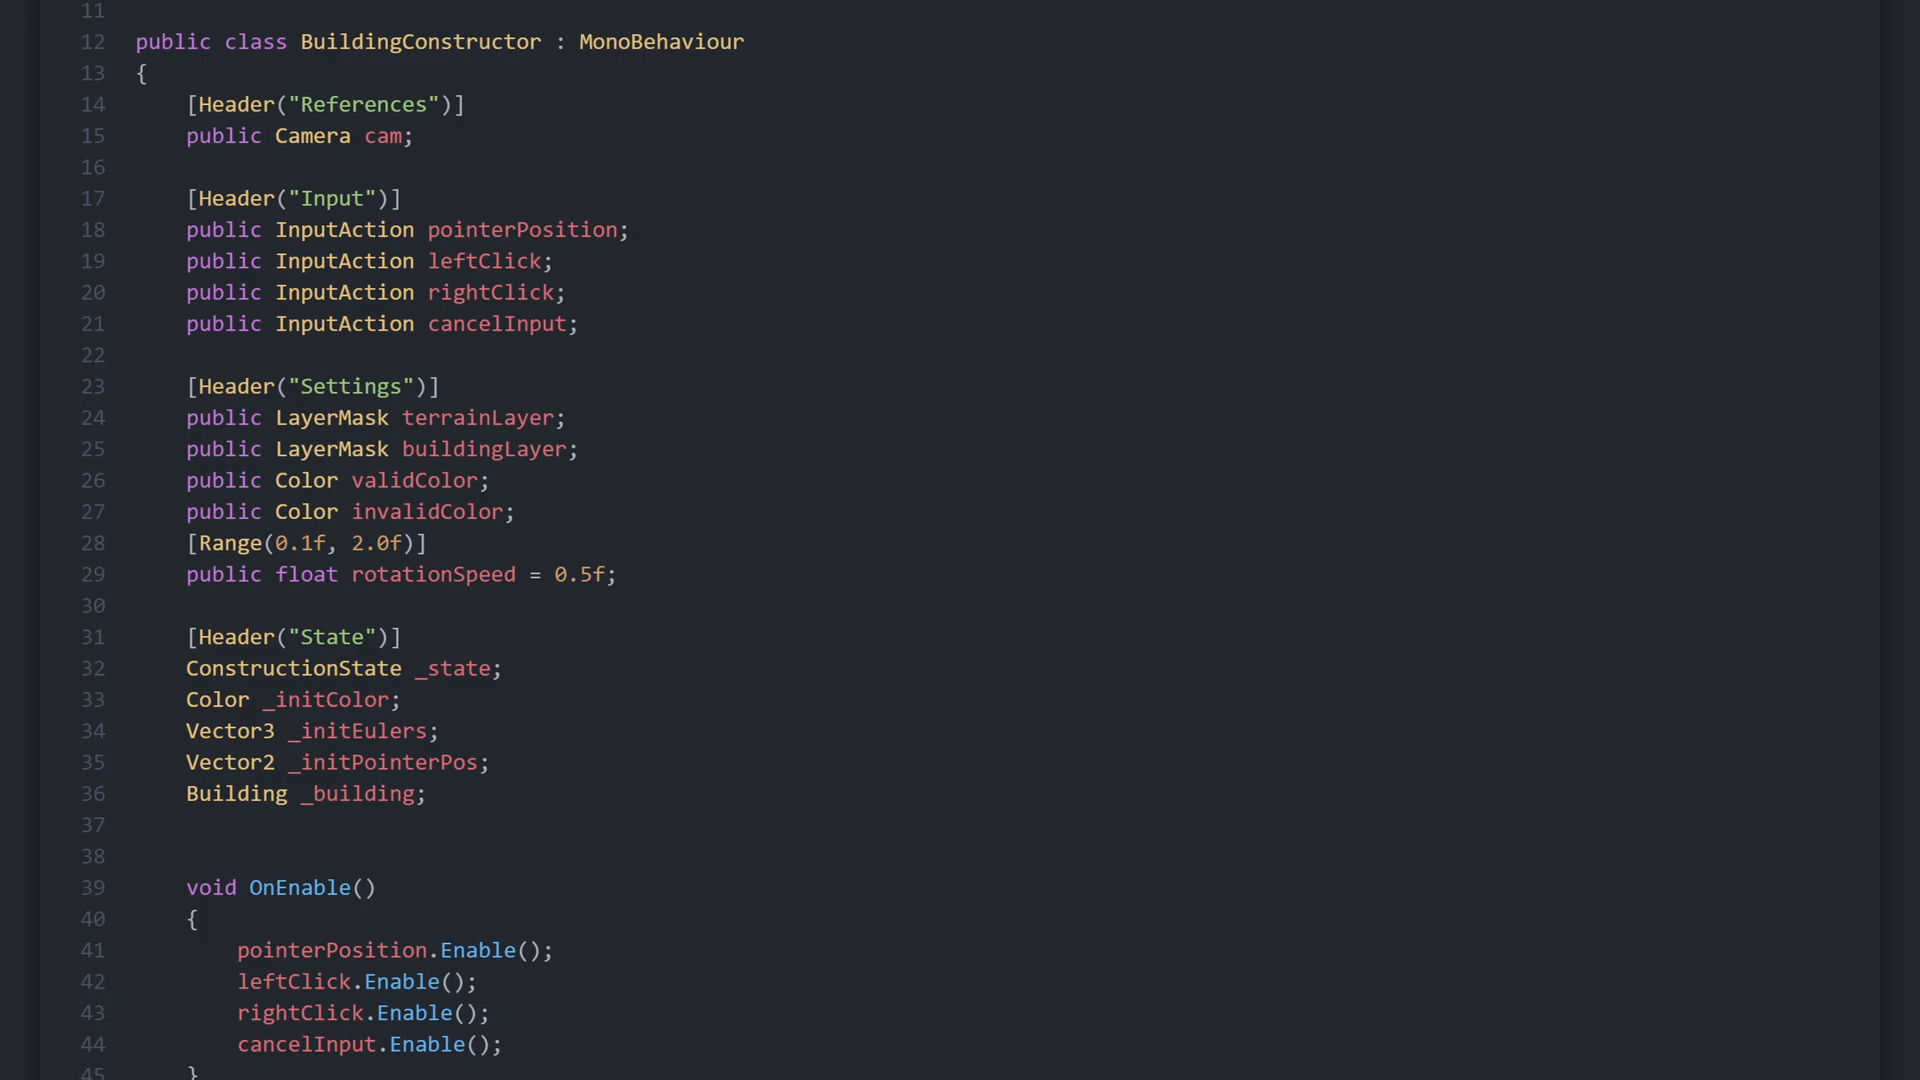 11
12 public class BuildingConstructor : MonoBehaviour
13 {
14     [Header("References")]
15     public Camera cam;
16
17     [Header("Input")]
18     public InputAction pointerPosition;
19     public InputAction leftClick;
20     public InputAction rightClick;
21     public InputAction cancelInput;
22
23     [Header("Settings")]
24     public LayerMask terrainLayer;
25     public LayerMask buildingLayer;
26     public Color validColor;
27     public Color invalidColor;
28     [Range(0.1f, 2.0f)]
29     public float rotationSpeed = 0.5f;
30
31     [Header("State")]
32     ConstructionState _state;
33     Color _initColor;
34     Vector3 _initEulers;
35     Vector2 _initPointerPos;
36     Building _building;
37
38
39     void OnEnable()
40     {
41         pointerPosition.Enable();
42         leftClick.Enable();
43         rightClick.Enable();
44         cancelInput.Enable();
45     }